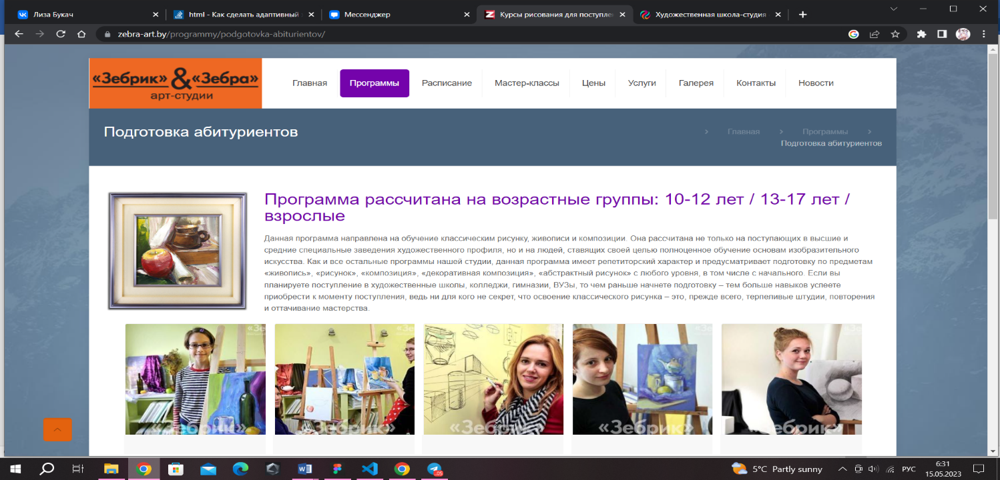 Лиза Букач
html - Как сделать адаптивный
Мессенджер
Курсы рисования для поступле
Художественная школа-студия
zebra-art.by/programmy/podgotovka-abiturientov/
«Зебрик» & «Зебра»
арт-студии
Главная
Программы
Расписание
Мастер-классы
Цены
Услуги
Галерея
Контакты
Новости
Подготовка абитуриентов
Главная
Программы
Подготовка абитуриентов
Программа рассчитана на возрастные группы: 10-12 лет / 13-17 лет /
взрослые
Данная программа направлена на обучение классическим рисунку, живописи и композиции. Она рассчитана не только на поступающих в высшие и
средние специальные заведения художественного профиля, но и на людей, ставящих своей целью полноценное обучение основам изобразительного
искусства. Как и все остальные программы нашей студии, данная программа имеет репетиторский характер и предусматривает подготовку по предметам
«живопись», «рисунок», «композиция», «декоративная композиция», «абстрактный рисунок» с любого уровня, в том числе с начального. Если вы
планируете поступление в художественные школы, колледжи, гимназии, ВУЗы, то чем раньше начнете подготовку – тем больше навыков успеете
приобрести к моменту поступления, ведь ни для кого не секрет, что освоение классического рисунка – это, прежде всего, терпеливые штудии, повторения
и оттачивание мастерства.
«Зебрик»
«Зебрик»
«Зебрик»
«Зебрик»
«Зебрик»
5°C Partly sunny
РУС
6:31
15.05.2023